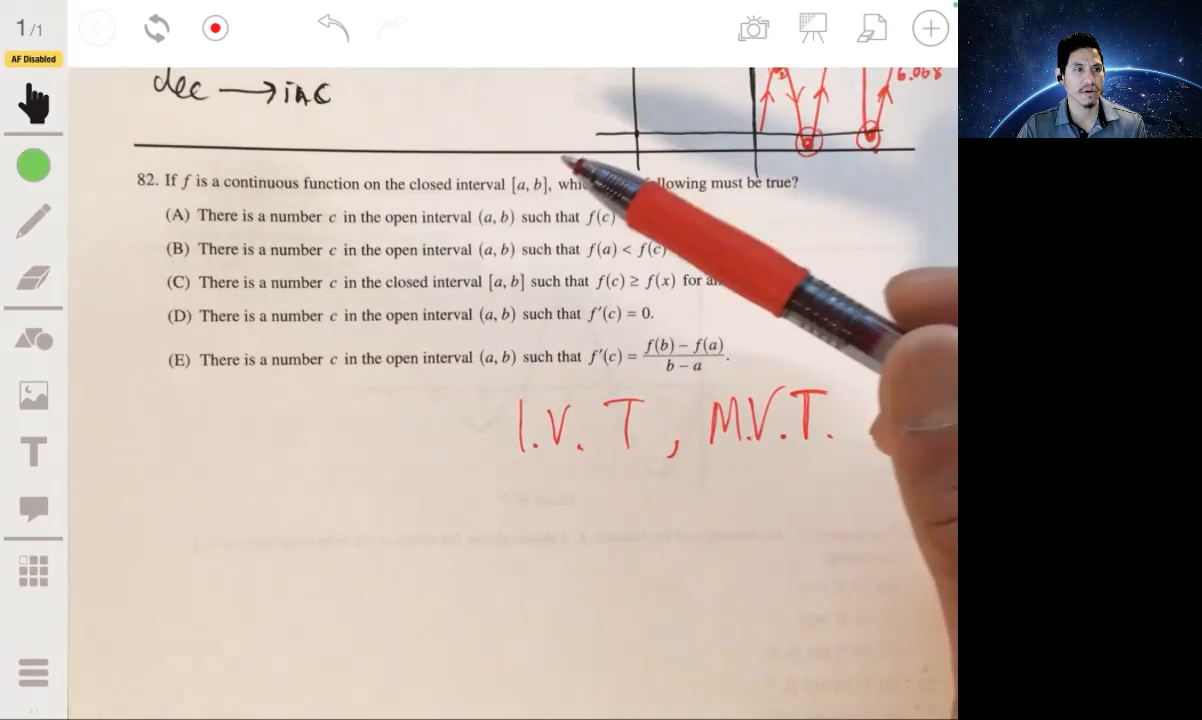 1/1
AF Disabled
dec → inc
6.068
82. If f is a continuous function on the closed interval [a, b], llowing must be true?
(A) There is a number c in the open interval (a, b) such that f(c)
(B) There is a number c in the open interval (a, b) such that f(a) < f(c)
(C) There is a number c in the closed interval [a, b] such that f(c) ≥ f(x) for
(D) There is a number c in the open interval (a, b) such that f′(c) = 0.
(E) There is a number c in the open interval (a, b) such that f′(c) = f(b) − f(a) / b − a.
I.V.T, M.V.T.
T